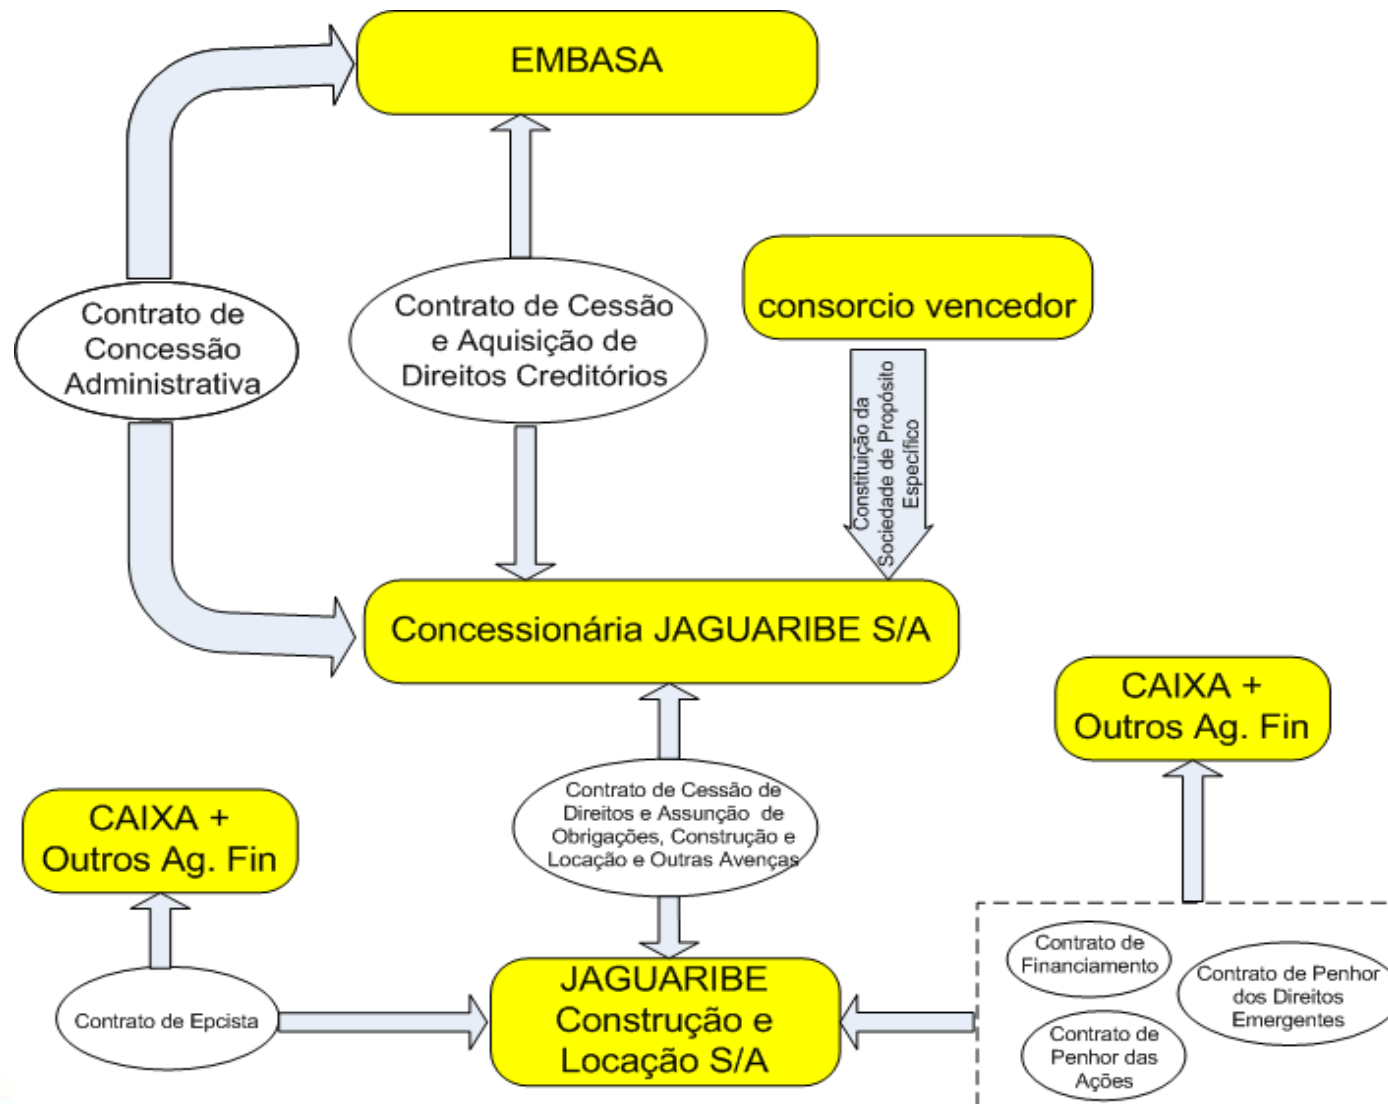 EMBASA
Contrato de
Concessão
Administrativa
Contrato de Cessão
e Aquisição de
Direitos Creditórios
consorcio vencedor
Constituição da
Sociedade de Propósito
Específico
Concessionária JAGUARIBE S/A
CAIXA +
Outros Ag. Fin
Contrato de Cessão de
Direitos e Assunção de
Obrigações, Construção e
Locação e Outras Avenças
CAIXA +
Outros Ag. Fin
Contrato de Epcista
JAGUARIBE
Construção e
Locação S/A
Contrato de
Financiamento
Contrato de Penhor
dos Direitos
Emergentes
Contrato de
Penhor das
Ações